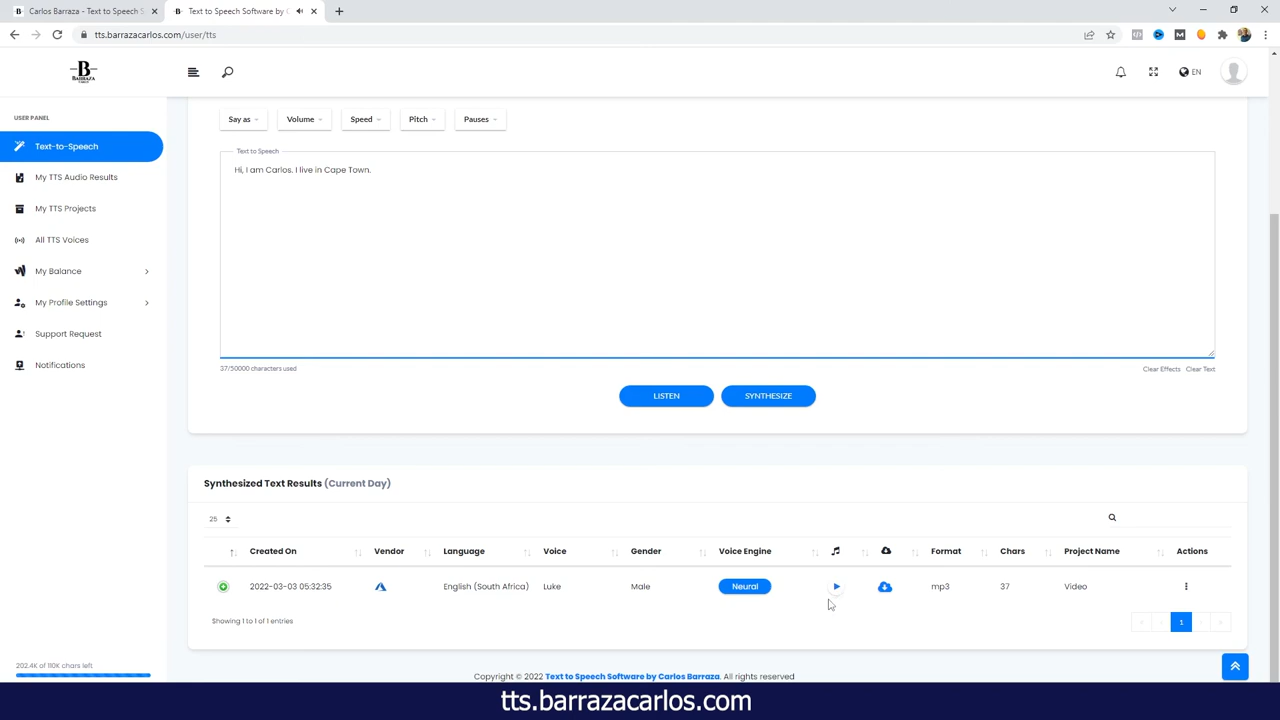 Carlos Barraza - Text to Speech S
Text to Speech Software by C
tts.barrazacarlos.com/user/tts
B
BARRAZA
EN
USER PANEL
Text-to-Speech
My TTS Audio Results
My TTS Projects
All TTS Voices
My Balance
My Profile Settings
Support Request
Notifications
202.4K of 110K chars left
Say as
Volume
Speed
Pitch
Pauses
Text to Speech
Hi, I am Carlos. I live in Cape Town.
37/50000 characters used
Clear Effects Clear Text
LISTEN
SYNTHESIZE
Synthesized Text Results (Current Day)
25
Created On Vendor Language Voice Gender Voice Engine Format Chars Project Name Actions
2022-03-03 05:32:35 English (South Africa) Luke Male Neural mp3 37 Video
Showing 1 to 1 of 1 entries
« ‹ 1 › »
Copyright © 2022 Text to Speech Software by Carlos Barraza. All rights reserved
tts.barrazacarlos.com